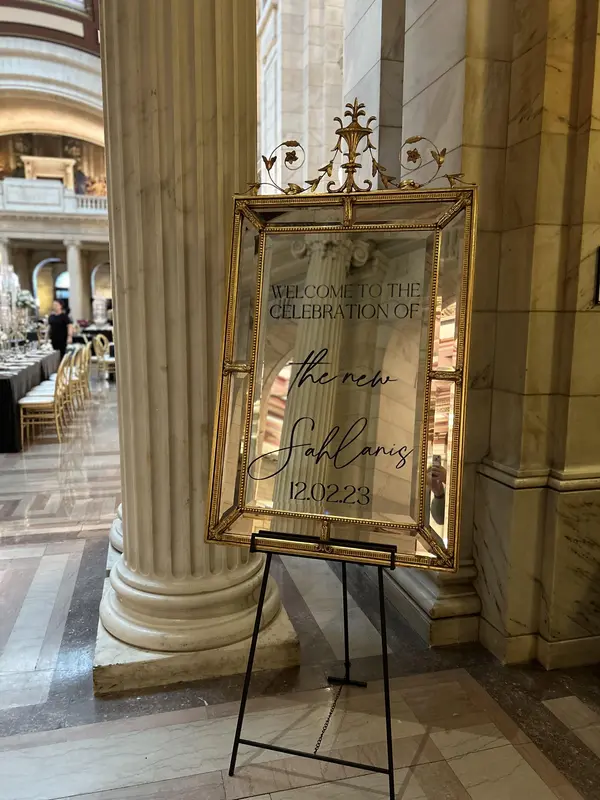 WELCOME TO THE
CELEBRATION OF
the new
Sahlanis
12.02.23